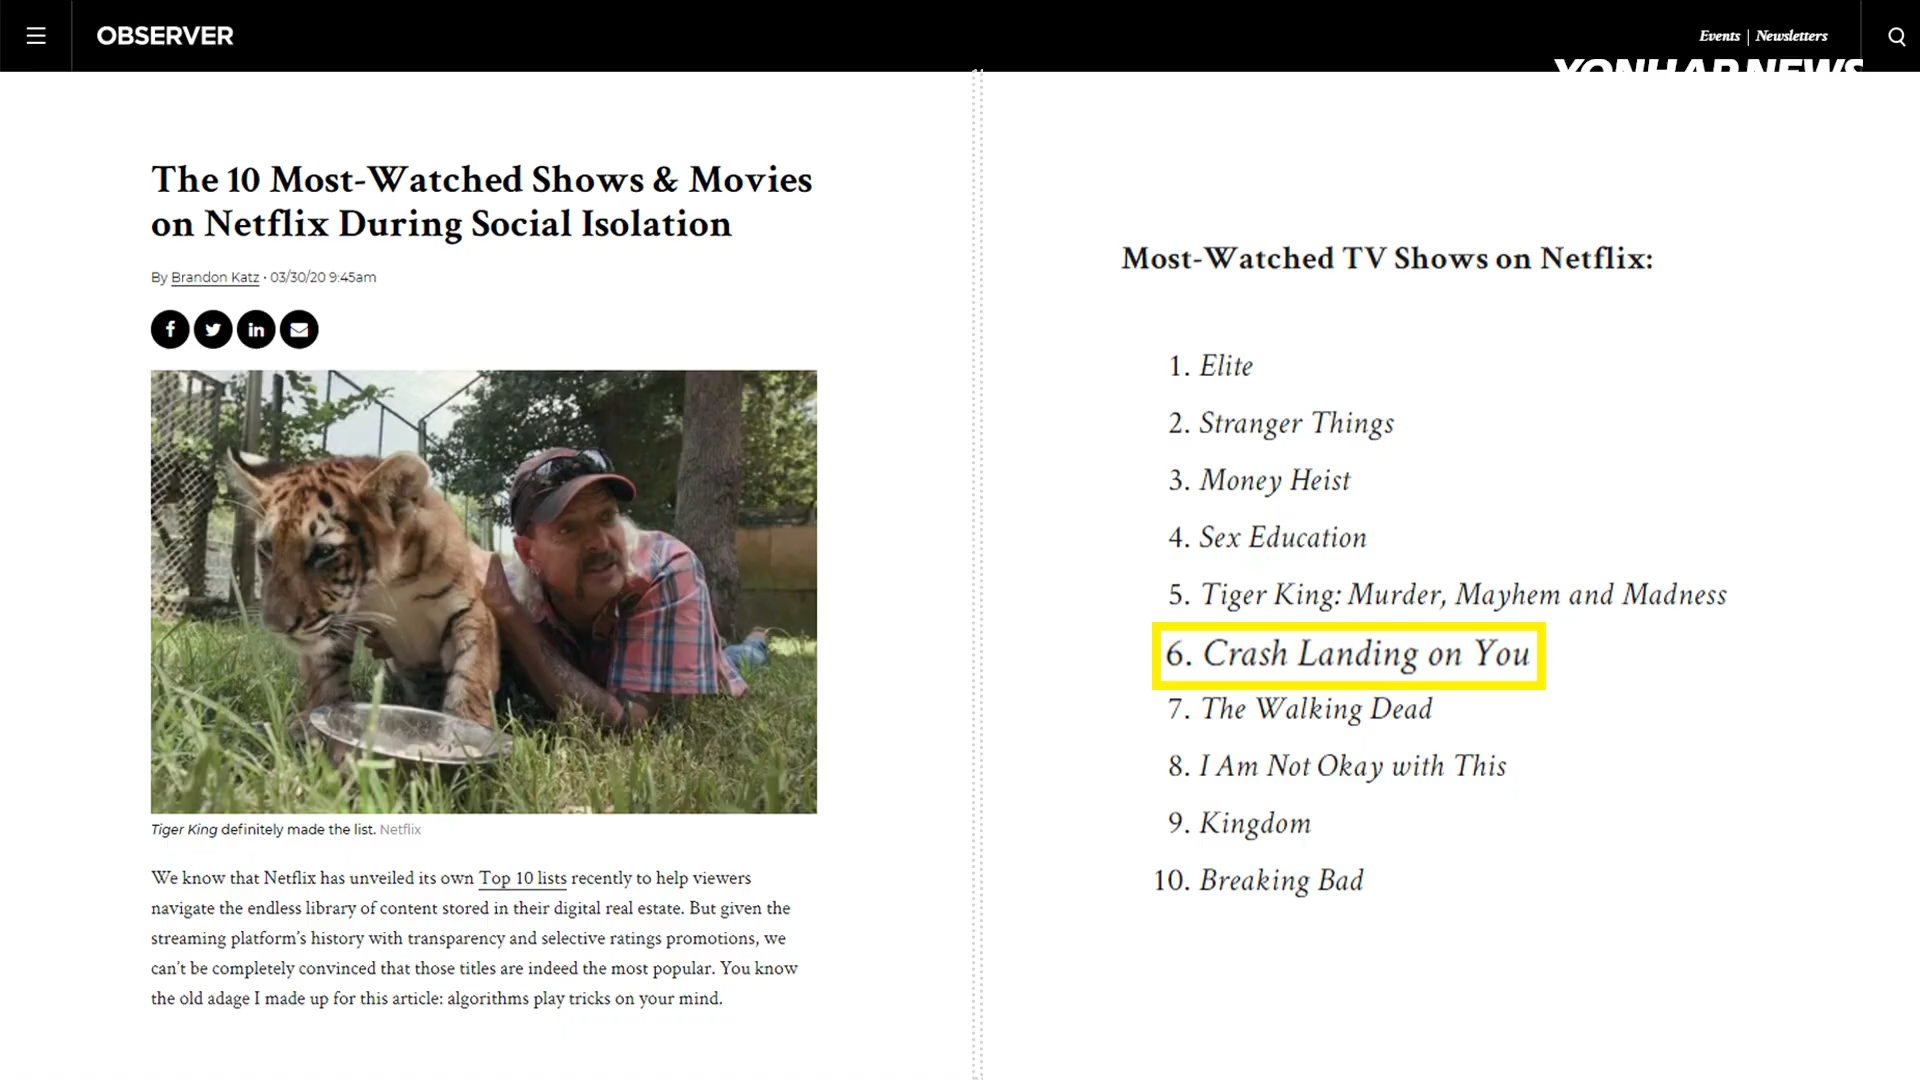 OBSERVER
Events | Newsletters
YONHAP NEWS
The 10 Most-Watched Shows & Movies
on Netflix During Social Isolation
By Brandon Katz • 03/30/20 9:45am
Tiger King definitely made the list. Netflix
We know that Netflix has unveiled its own Top 10 lists recently to help viewers
navigate the endless library of content stored in their digital real estate. But given the
streaming platform’s history with transparency and selective ratings promotions, we
can’t be completely convinced that those titles are indeed the most popular. You know
the old adage I made up for this article: algorithms play tricks on your mind.
Most-Watched TV Shows on Netflix:
1. Elite
2. Stranger Things
3. Money Heist
4. Sex Education
5. Tiger King: Murder, Mayhem and Madness
6. Crash Landing on You
7. The Walking Dead
8. I Am Not Okay with This
9. Kingdom
10. Breaking Bad